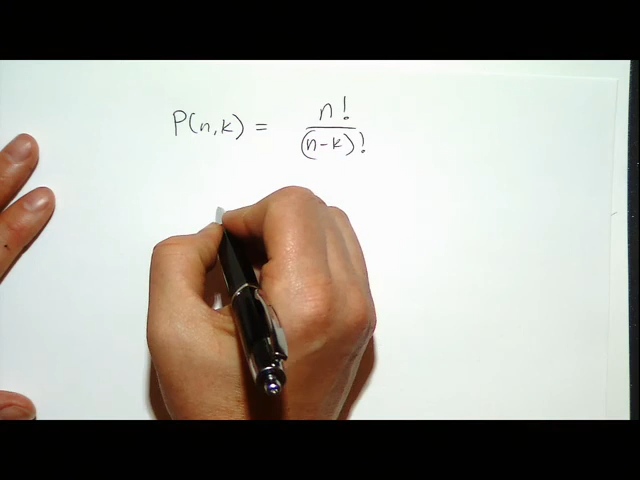 P(n,k) = n! / (n-k)!